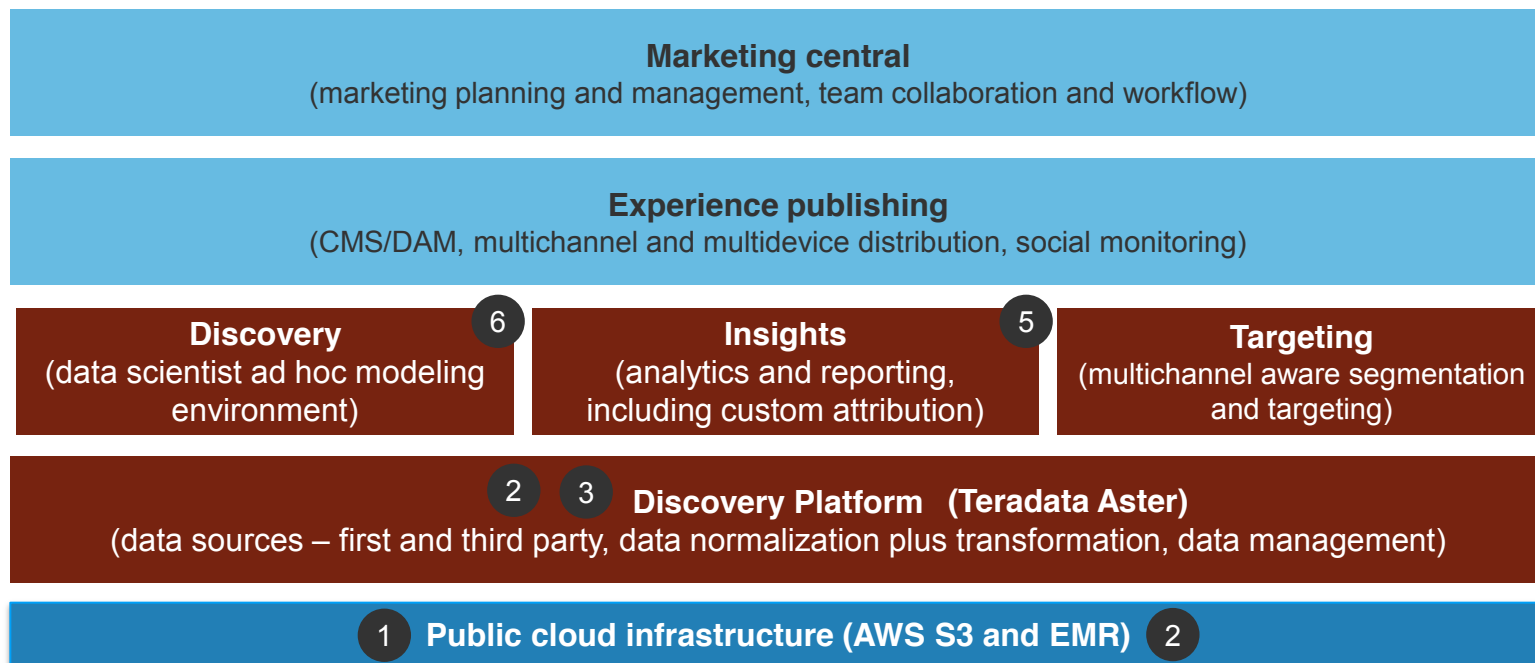 Marketing central
(marketing planning and management, team collaboration and workflow)
Experience publishing
(CMS/DAM, multichannel and multidevice distribution, social monitoring)
6
Discovery
(data scientist ad hoc modeling
environment)
5
Insights
(analytics and reporting,
including custom attribution)
Targeting
(multichannel aware segmentation
and targeting)
2 3 Discovery Platform (Teradata Aster)
(data sources – first and third party, data normalization plus transformation, data management)
1 Public cloud infrastructure (AWS S3 and EMR) 2